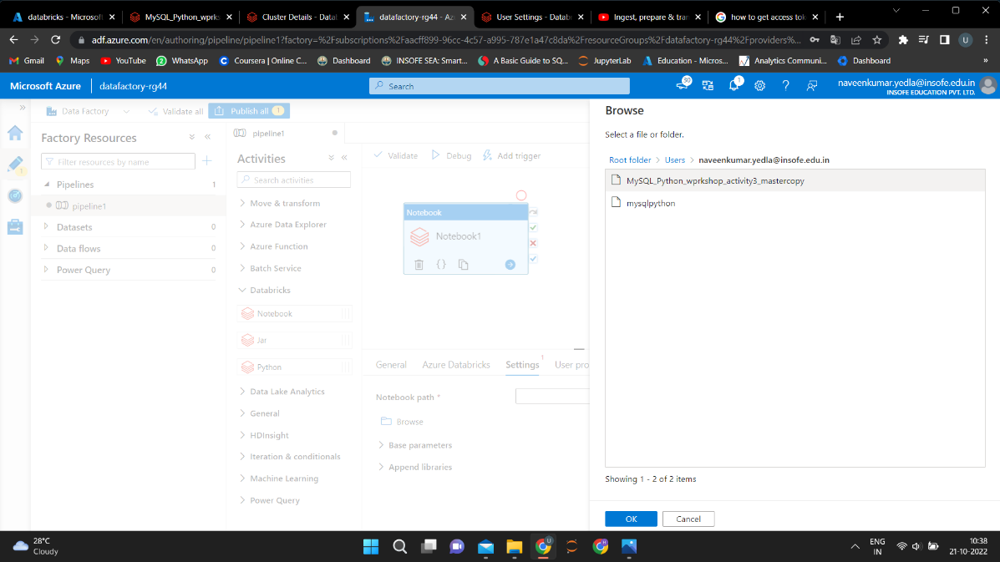 databricks - Microsoft
MySQL_Python_wprks
Cluster Details - Datab
datafactory-rg44 - Az
User Settings - Databr
Ingest, prepare & tran
how to get access tok
adf.azure.com/en/authoring/pipeline/pipeline1?factory=%2Fsubscriptions%2Faacff899-96cc-4c57-a995-787e1a47c8da%2FresourceGroups%2Fdatafactory-rg44%2Fproviders%...
U
Gmail
Maps
YouTube
WhatsApp
Coursera | Online C...
Dashboard
INSOFE SEA: Smart...
A Basic Guide to SQ...
JupyterLab
Education - Micros...
Analytics Communi...
Dashboard
»
Microsoft Azure
datafactory-rg44
Search
30
1
naveenkumar.yedla@insofe.edu.in
INSOFE EDUCATION PVT. LTD.
Data Factory
Validate all
Publish all 1
1
Factory Resources
Filter resources by name
Pipelines 1
pipeline1
Datasets 0
Data flows 0
Power Query 0
pipeline1
Activities
Search activities
Move & transform
Azure Data Explorer
Azure Function
Batch Service
Databricks
Notebook
Jar
Python
Data Lake Analytics
General
HDInsight
Iteration & conditionals
Machine Learning
Power Query
Validate
Debug
Add trigger
Notebook
Notebook1
{}
General
Azure Databricks
Settings 1
User pro
Notebook path *
Browse
Base parameters
Append libraries
Browse
Select a file or folder.
Root folder > Users > naveenkumar.yedla@insofe.edu.in
MySQL_Python_wprkshop_activity3_mastercopy
mysqlpython
Showing 1 - 2 of 2 items
OK
Cancel
28°C
Cloudy
ENG
IN
10:38
21-10-2022